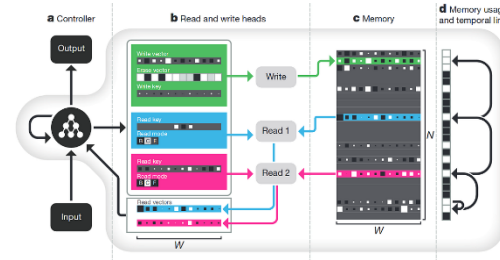 a Controller
b Read and write heads
c Memory
d Memory usage
and temporal lin
Output
Input
Write vector
Erase vector
Write key
Read key
Read mode
B C F
Read key
Read mode
B C F
Read vectors
W
Write
Read 1
Read 2
N
W